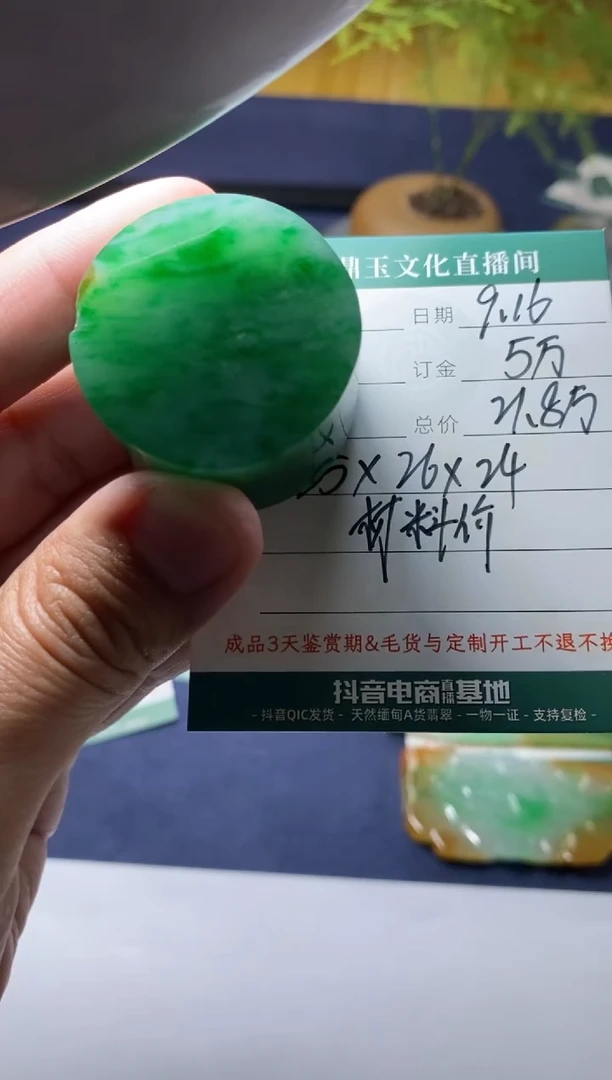 鼎玉文化直播间
日期 9.16
订金 5万
总价 21.8万
X 26 X 24
材料价
成品3天鉴赏期&毛货与定制开工不退不换
抖音电商直播基地
- 抖音QIC发货 - 天然缅甸A货翡翠 - 一物一证 - 支持复检 -